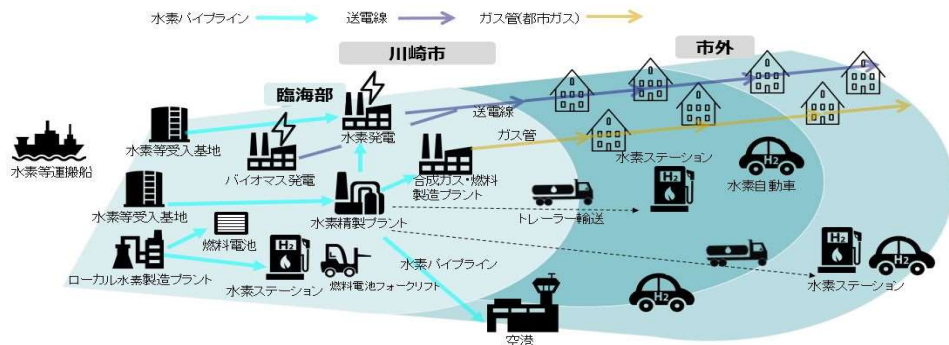 水素パイプライン
送電線
ガス管(都市ガス)
川崎市
市外
臨海部
水素等運搬船
水素等受入基地
水素発電
送電線
ガス管
バイオマス発電
合成ガス・燃料
製造プラント
水素ステーション
H2
水素自動車
H2
水素等受入基地
水素精製プラント
トレーラー輸送
燃料電池
ローカル水素製造プラント
H2
水素ステーション
燃料電池フォークリフト
水素パイプライン
空港
H2
H2
H2
水素ステーション